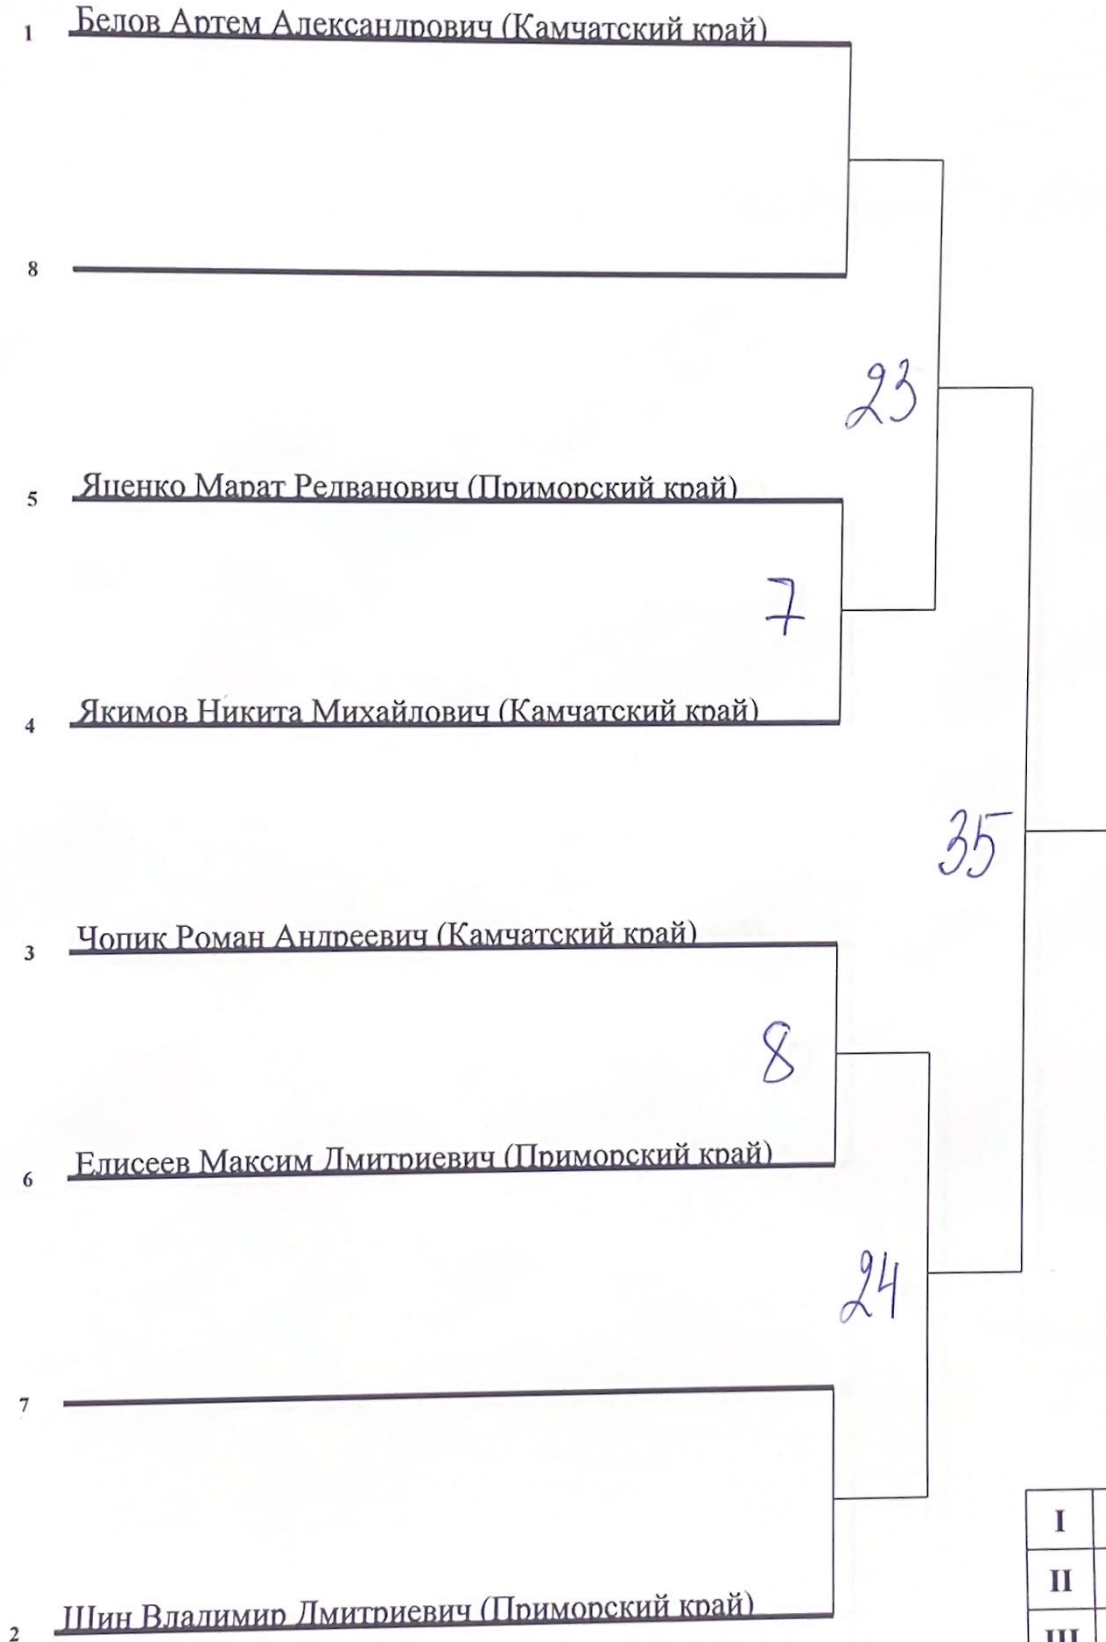 1 Белов Артем Александрович (Камчатский край)
8
23
5 Яценко Марат Редванович (Приморский край)
7
4 Якимов Никита Михайлович (Камчатский край)
35
3 Чопик Роман Андреевич (Камчатский край)
8
6 Елисеев Максим Дмитриевич (Приморский край)
24
7
I
II
2 Шин Владимир Дмитриевич (Приморский край)
III